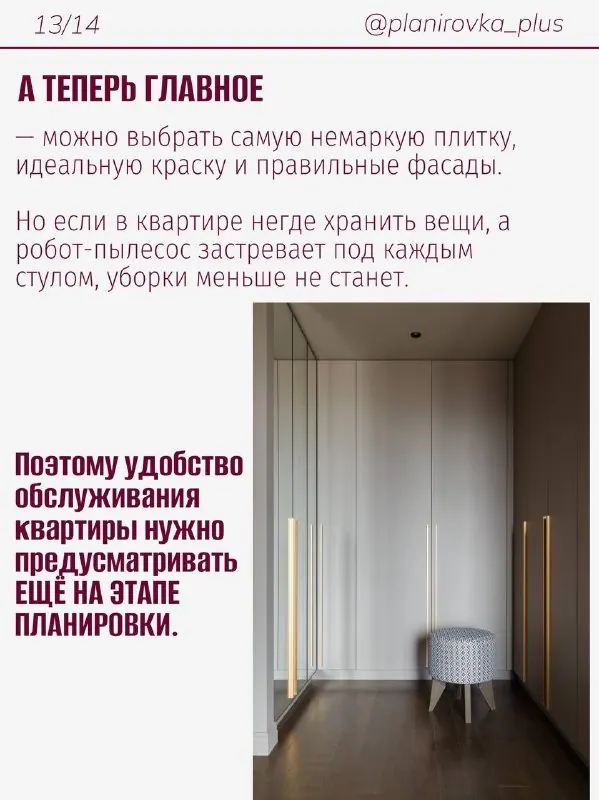 13/14
@planirovka_plus
А ТЕПЕРЬ ГЛАВНОЕ
— можно выбрать самую немаркую плитку,
идеальную краску и правильные фасады.
Но если в квартире негде хранить вещи, а
робот-пылесос застревает под каждым
стулом, уборки меньше не станет.
Поэтому удобство
обслуживания
квартиры нужно
предусматривать
ЕЩЁ НА ЭТАПЕ
ПЛАНИРОВКИ.